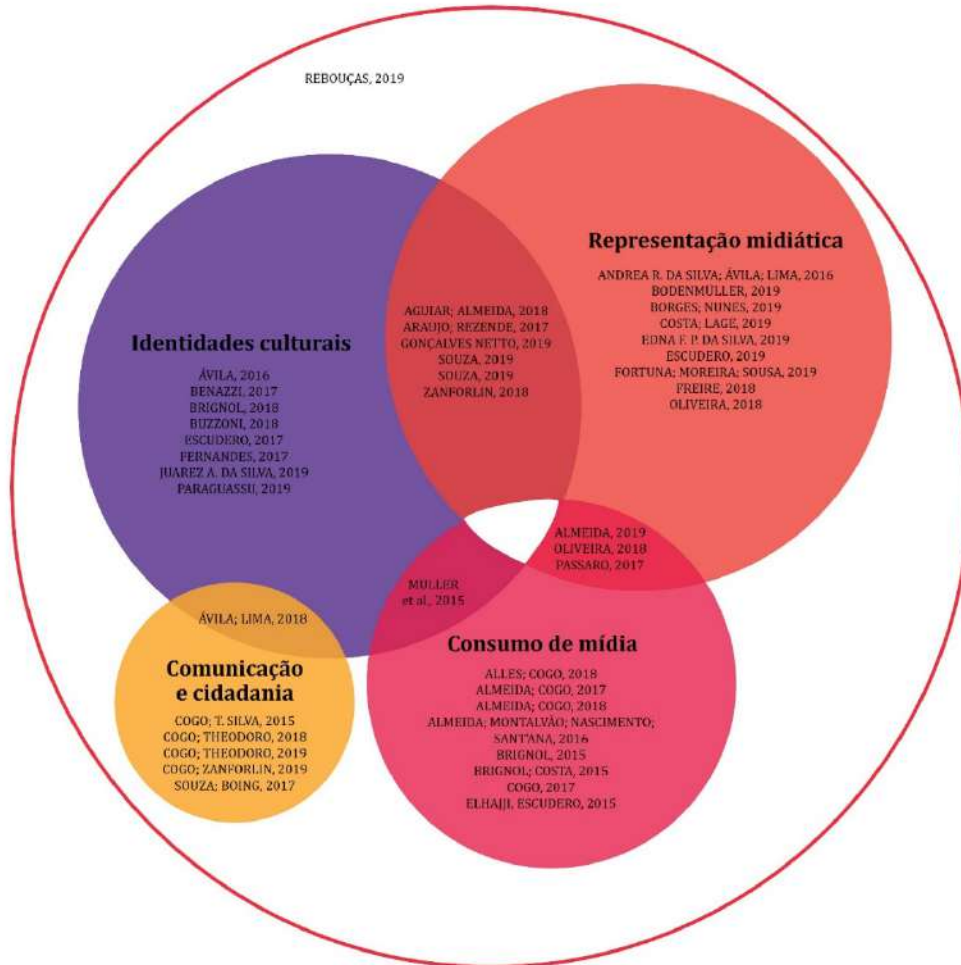 REBOUÇAS, 2019
Representação midiática
ANDREA R. DA SILVA; ÁVILA; LIMA, 2016
BODENMÜLLER, 2019
BORGES; NUNES, 2019
COSTA; LAGE, 2019
EDNA F. P. DA SILVA, 2019
ESCUDERO, 2019
FORTUNA; MOREIRA; SOUSA, 2019
FREIRE, 2018
OLIVEIRA, 2018
AGUIAR; ALMEIDA, 2018
ARAUJO; REZENDE, 2017
GONÇALVES NETTO, 2019
SOUZA, 2019
SOUZA, 2019
ZANFORLIN, 2018
Identidades culturais
ÁVILA, 2016
BENAZZI, 2017
BRIGNOL, 2018
BUZZONI, 2018
ESCUDERO, 2017
FERNANDES, 2017
JUAREZ A. DA SILVA, 2019
PARAGUASSU, 2019
ALMEIDA, 2019
OLIVEIRA, 2018
PASSARO, 2017
MULLER
et al., 2015
ÁVILA; LIMA, 2018
Comunicação
e cidadania
COGO; T. SILVA, 2015
COGO; THEODORO, 2018
COGO; THEODORO, 2019
COGO; ZANFORLIN, 2019
SOUZA; BOING, 2017
Consumo de mídia
ALLES; COGO, 2018
ALMEIDA; COGO, 2017
ALMEIDA; COGO, 2018
ALMEIDA; MONTALVÃO; NASCIMENTO;
SANT'ANA, 2016
BRIGNOL, 2015
BRIGNOL; COSTA, 2015
COGO, 2017
ELHAJJI, ESCUDERO, 2015